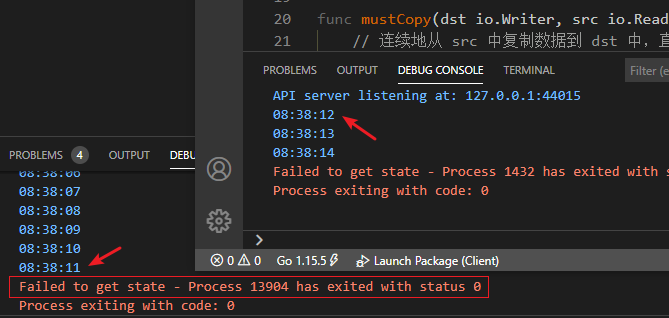 19
20 func mustCopy(dst io.Writer, src io.Read
21 // 连续地从 src 中复制数据到 dst 中，直
PROBLEMS OUTPUT DEBUG CONSOLE TERMINAL Filter (e
API server listening at: 127.0.0.1:44015
08:38:12
08:38:13
08:38:14
Failed to get state - Process 1432 has exited with s
Process exiting with code: 0
0 0 Go 1.15.5 Launch Package (Client)
PROBLEMS 4 OUTPUT DEBU
08:38:06
08:38:07
08:38:08
08:38:09
08:38:10
08:38:11
Failed to get state - Process 13904 has exited with status 0
Process exiting with code: 0